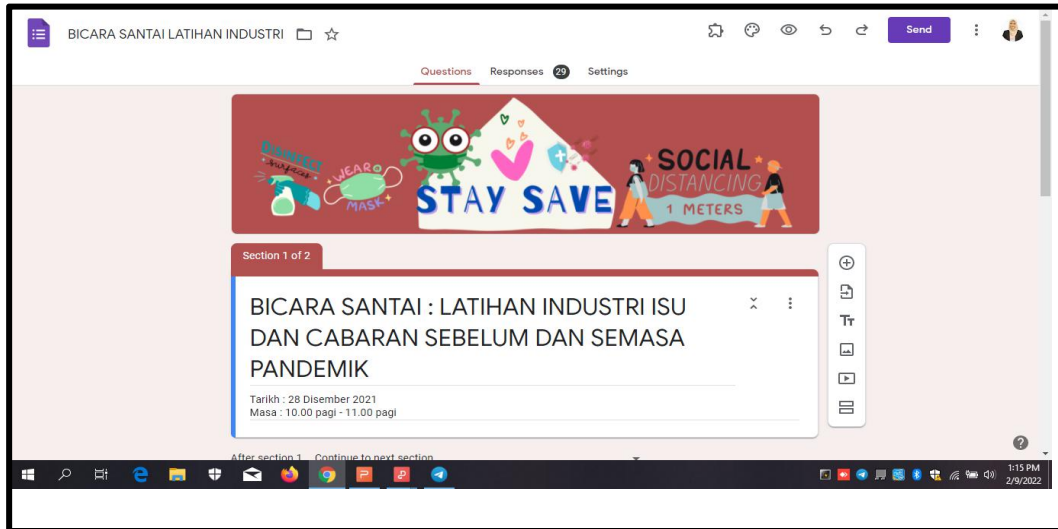 BICARA SANTAI LATIHAN INDUSTRI
Send
Questions Responses 29 Settings
DISINFECT
surfaces
WEAR
MASK
STAY SAVE
SOCIAL
DISTANCING
1 METERS
Section 1 of 2
BICARA SANTAI : LATIHAN INDUSTRI ISU
DAN CABARAN SEBELUM DAN SEMASA
PANDEMIK
Tarikh : 28 Disember 2021
Masa : 10.00 pagi - 11.00 pagi
After section 1 Continue to next section
1:15 PM
2/9/2022